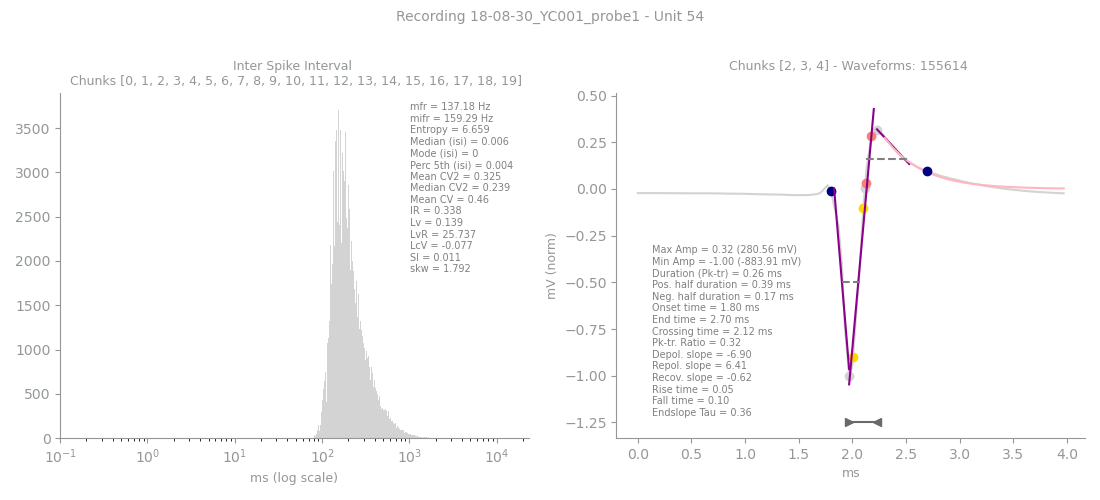 Recording 18-08-30_YC001_probe1 - Unit 54
Inter Spike Interval
Chunks [0, 1, 2, 3, 4, 5, 6, 7, 8, 9, 10, 11, 12, 13, 14, 15, 16, 17, 18, 19]
mfr = 137.18 Hz
mifr = 159.29 Hz
Entropy = 6.659
Median (isi) = 0.006
Mode (isi) = 0
Perc 5th (isi) = 0.004
Mean CV2 = 0.325
Median CV2 = 0.239
Mean CV = 0.46
IR = 0.338
Lv = 0.139
LvR = 25.737
LcV = -0.077
SI = 0.011
skw = 1.792
3500
3000
2500
2000
1500
1000
500
0
10⁻¹ 10⁰ 10¹ 10² 10³ 10⁴
ms (log scale)
Chunks [2, 3, 4] - Waveforms: 155614
0.50
0.25
0.00
−0.25
−0.50
−0.75
−1.00
−1.25
mV (norm)
Max Amp = 0.32 (280.56 mV)
Min Amp = -1.00 (-883.91 mV)
Duration (Pk-tr) = 0.26 ms
Pos. half duration = 0.39 ms
Neg. half duration = 0.17 ms
Onset time = 1.80 ms
End time = 2.70 ms
Crossing time = 2.12 ms
Pk-tr. Ratio = 0.32
Depol. slope = -6.90
Repol. slope = 6.41
Recov. slope = -0.62
Rise time = 0.05
Fall time = 0.10
Endslope Tau = 0.36
0.0 0.5 1.0 1.5 2.0 2.5 3.0 3.5 4.0
ms